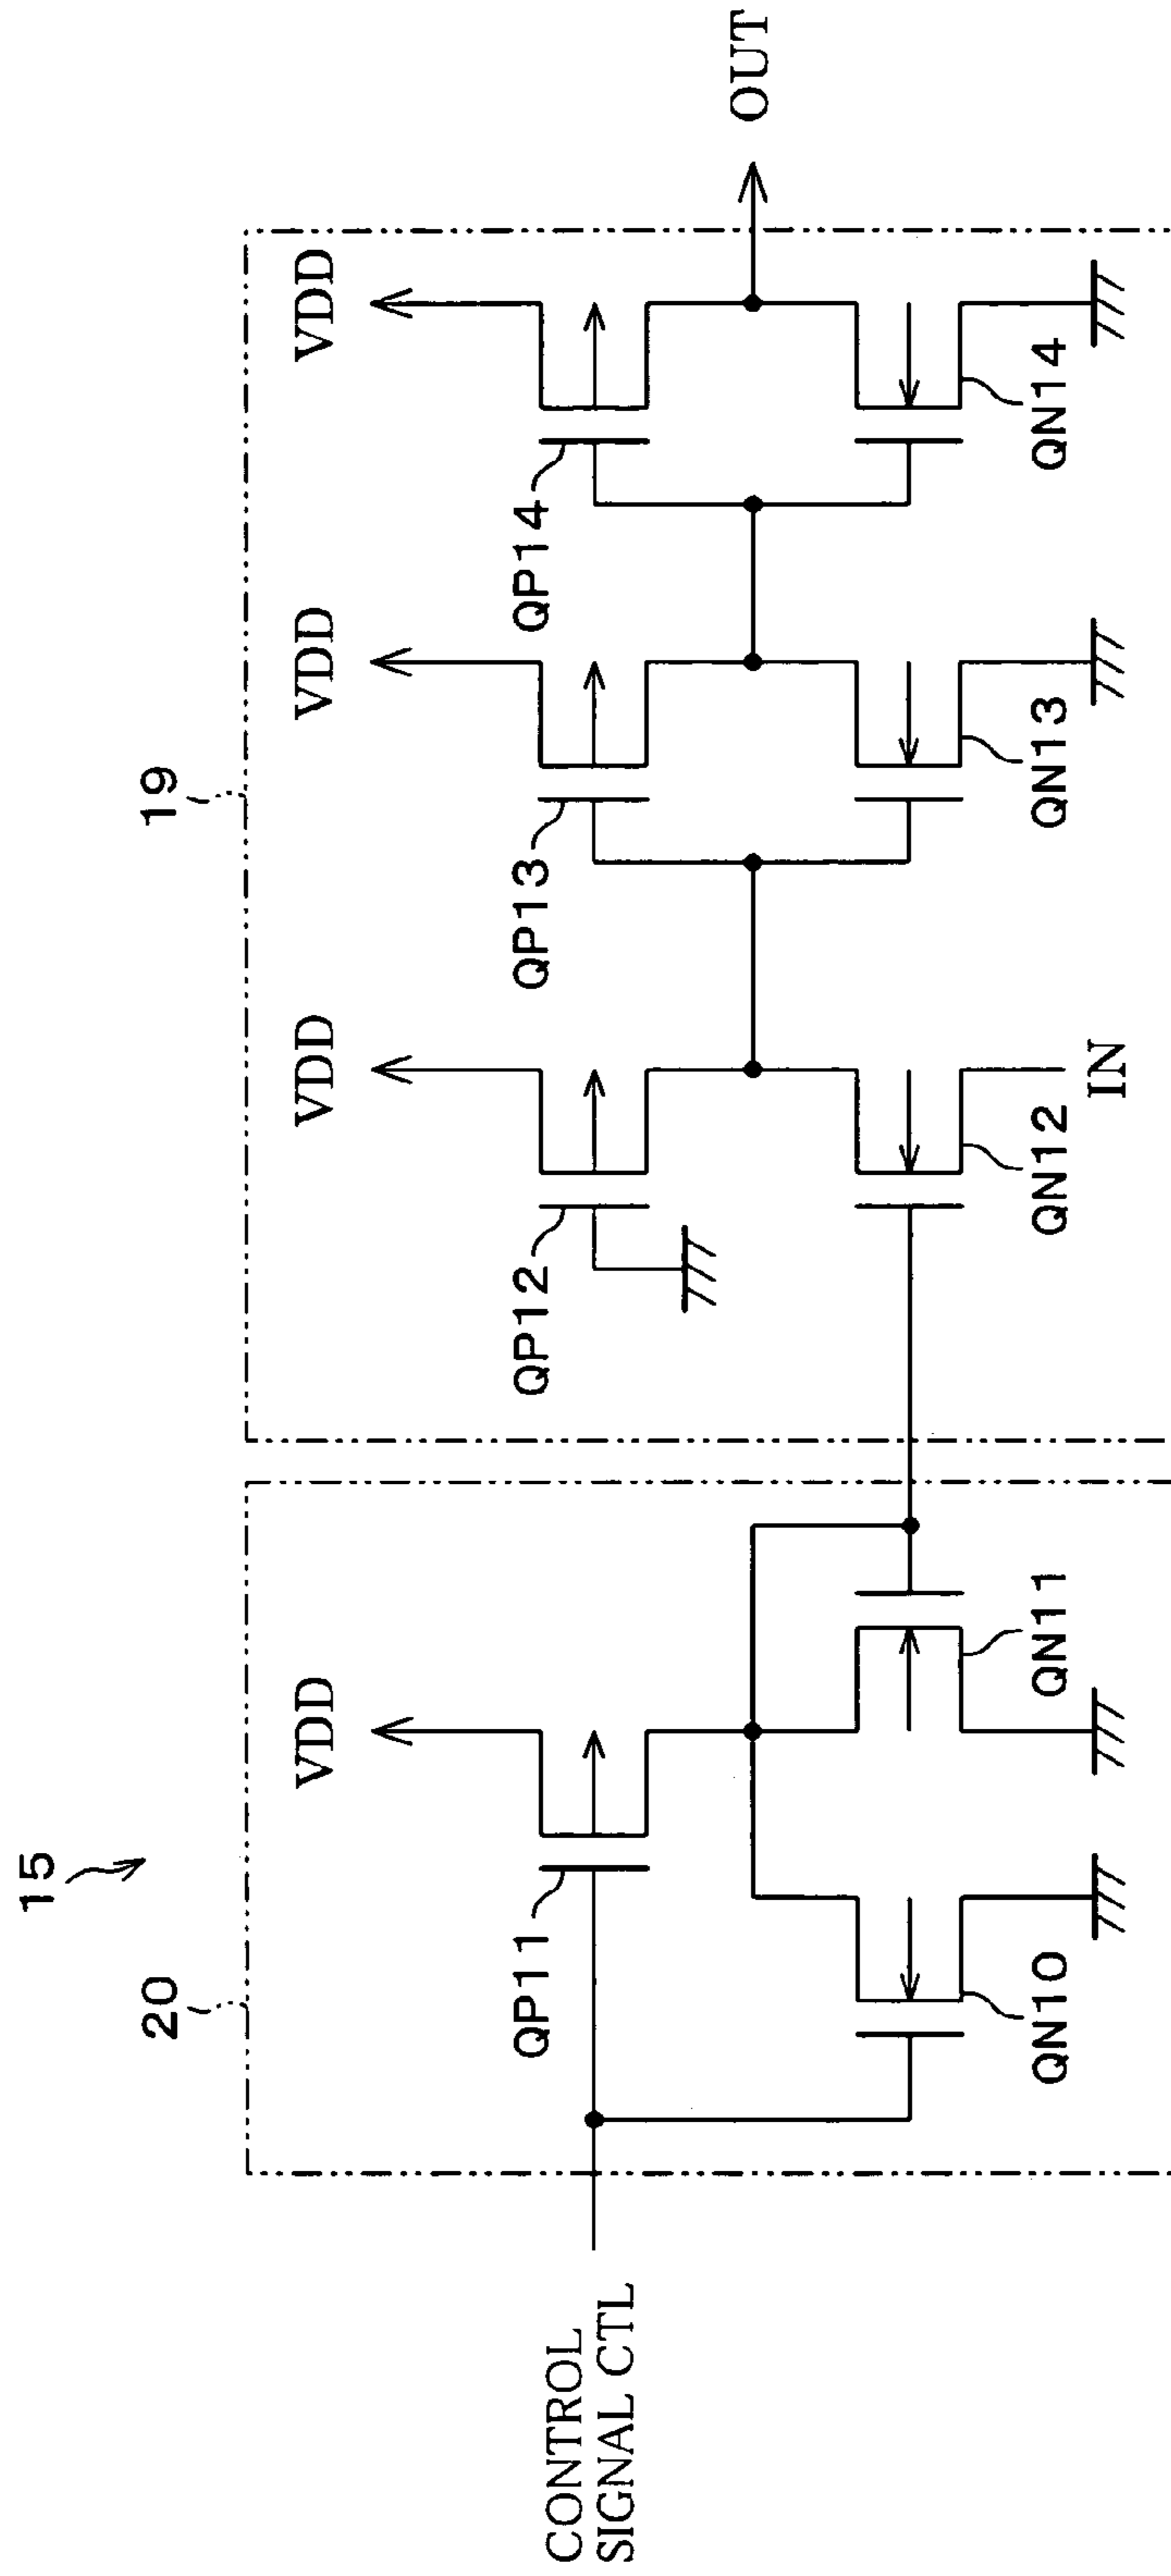 15
20
19
CONTROL
SIGNAL CTL
VDD
VDD
VDD
VDD
QP11
QP12
QP13
QP14
OUT
QN10
QN11
QN12
IN
QN13
QN14